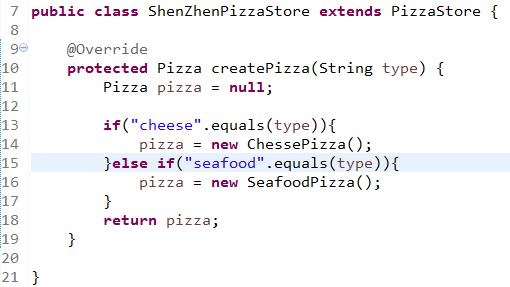 7 public class ShenZhenPizzaStore extends PizzaStore {
8
9 @Override
10 protected Pizza createPizza(String type) {
11 Pizza pizza = null;
12
13 if("cheese".equals(type)){
14 pizza = new ChessePizza();
15 }else if("seafood".equals(type)){
16 pizza = new SeafoodPizza();
17 }
18 return pizza;
19 }
20
21 }